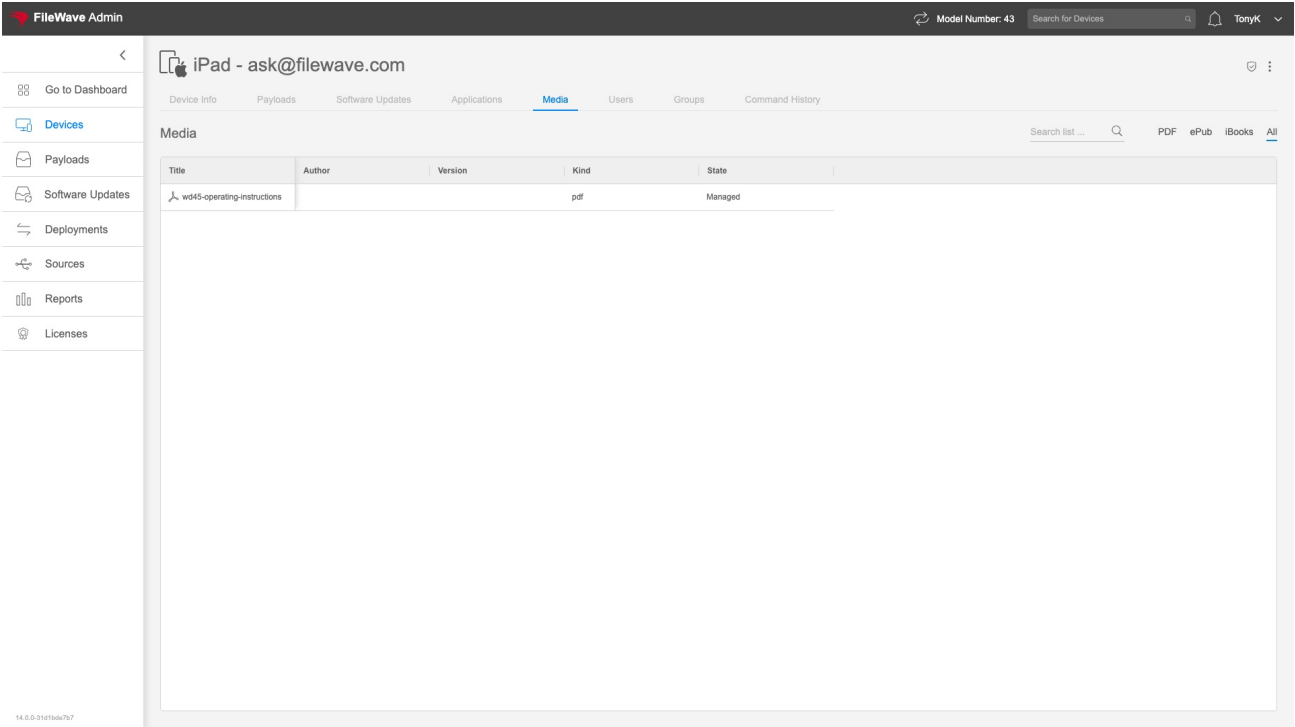 FileWave Admin
Model Number: 43
Search for Devices
TonyK
Go to Dashboard
Devices
Payloads
Software Updates
Deployments
Sources
Reports
Licenses
14.0.0-31d1bda7b7
iPad - ask@filewave.com
Device Info Payloads Software Updates Applications Media Users Groups Command History
Media
Search list ...
PDF ePub iBooks All
Title Author Version Kind State
wd45-operating-instructions pdf Managed